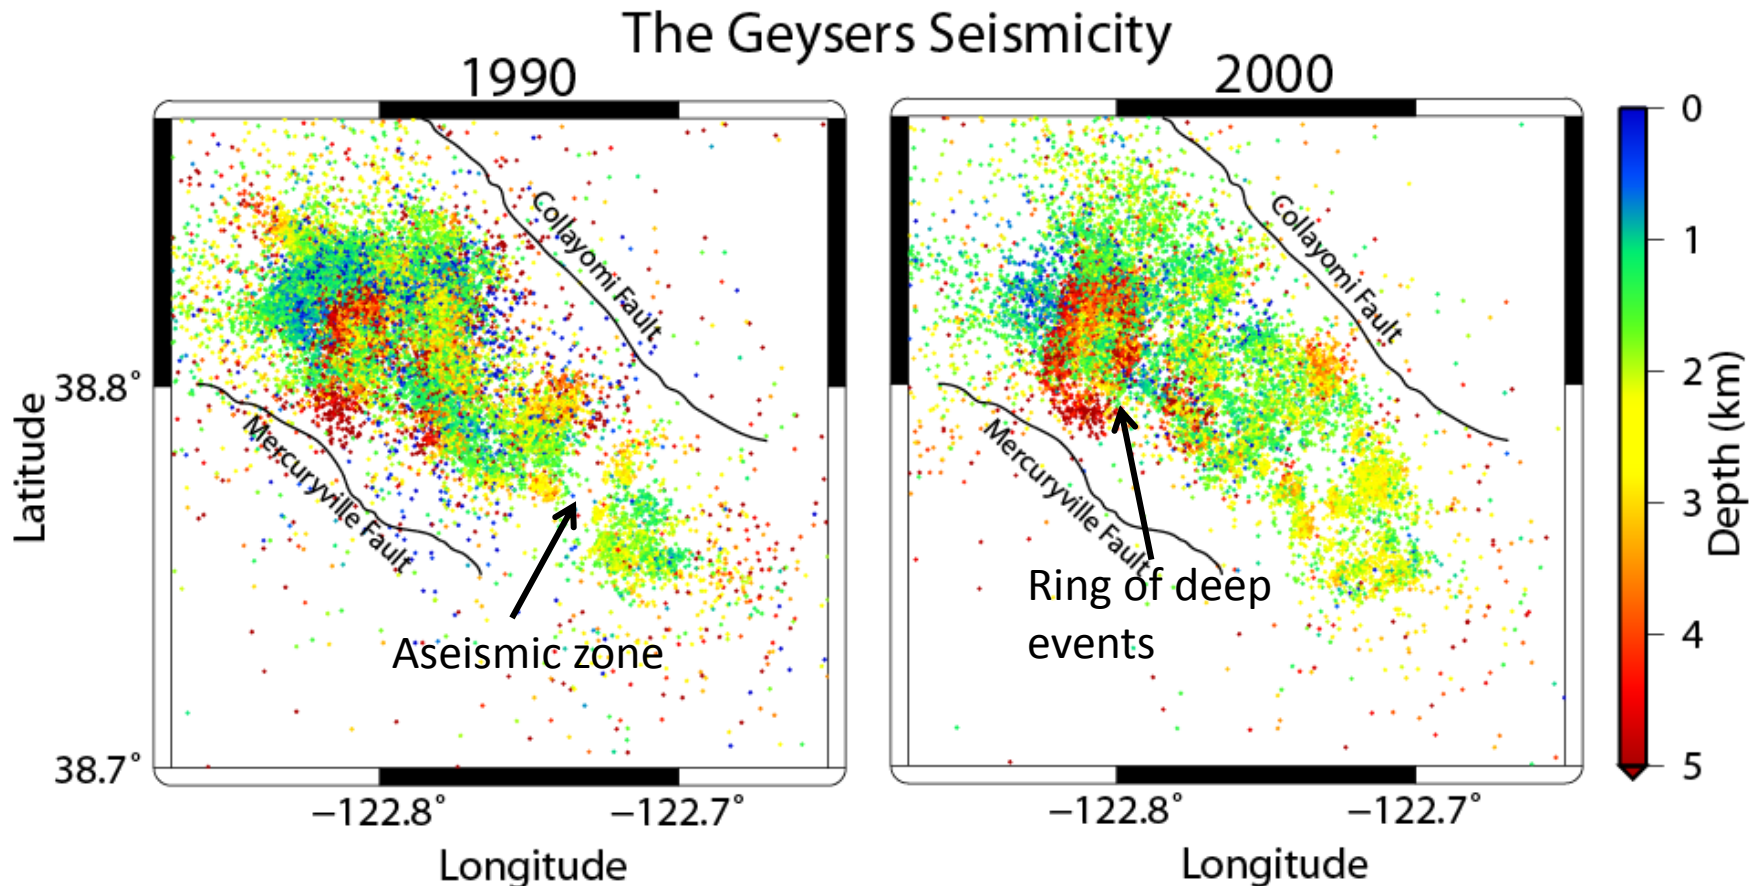 The Geysers Seismicity
1990
2000
Collayomi Fault
Mercuryville Fault
Aseismic zone
Collayomi Fault
Mercuryville Fault
Ring of deep
events
Latitude
38.8°
38.7°
−122.8°
−122.7°
Longitude
−122.8°
−122.7°
Longitude
0
1
2
3
4
5
Depth (km)